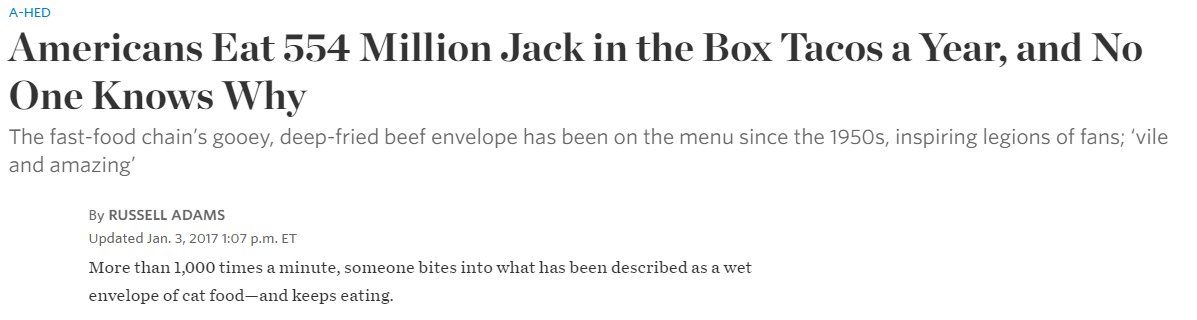 A-HED
Americans Eat 554 Million Jack in the Box Tacos a Year, and No
One Knows Why
The fast-food chain’s gooey, deep-fried beef envelope has been on the menu since the 1950s, inspiring legions of fans; ‘vile
and amazing’
By RUSSELL ADAMS
Updated Jan. 3, 2017 1:07 p.m. ET
More than 1,000 times a minute, someone bites into what has been described as a wet
envelope of cat food—and keeps eating.